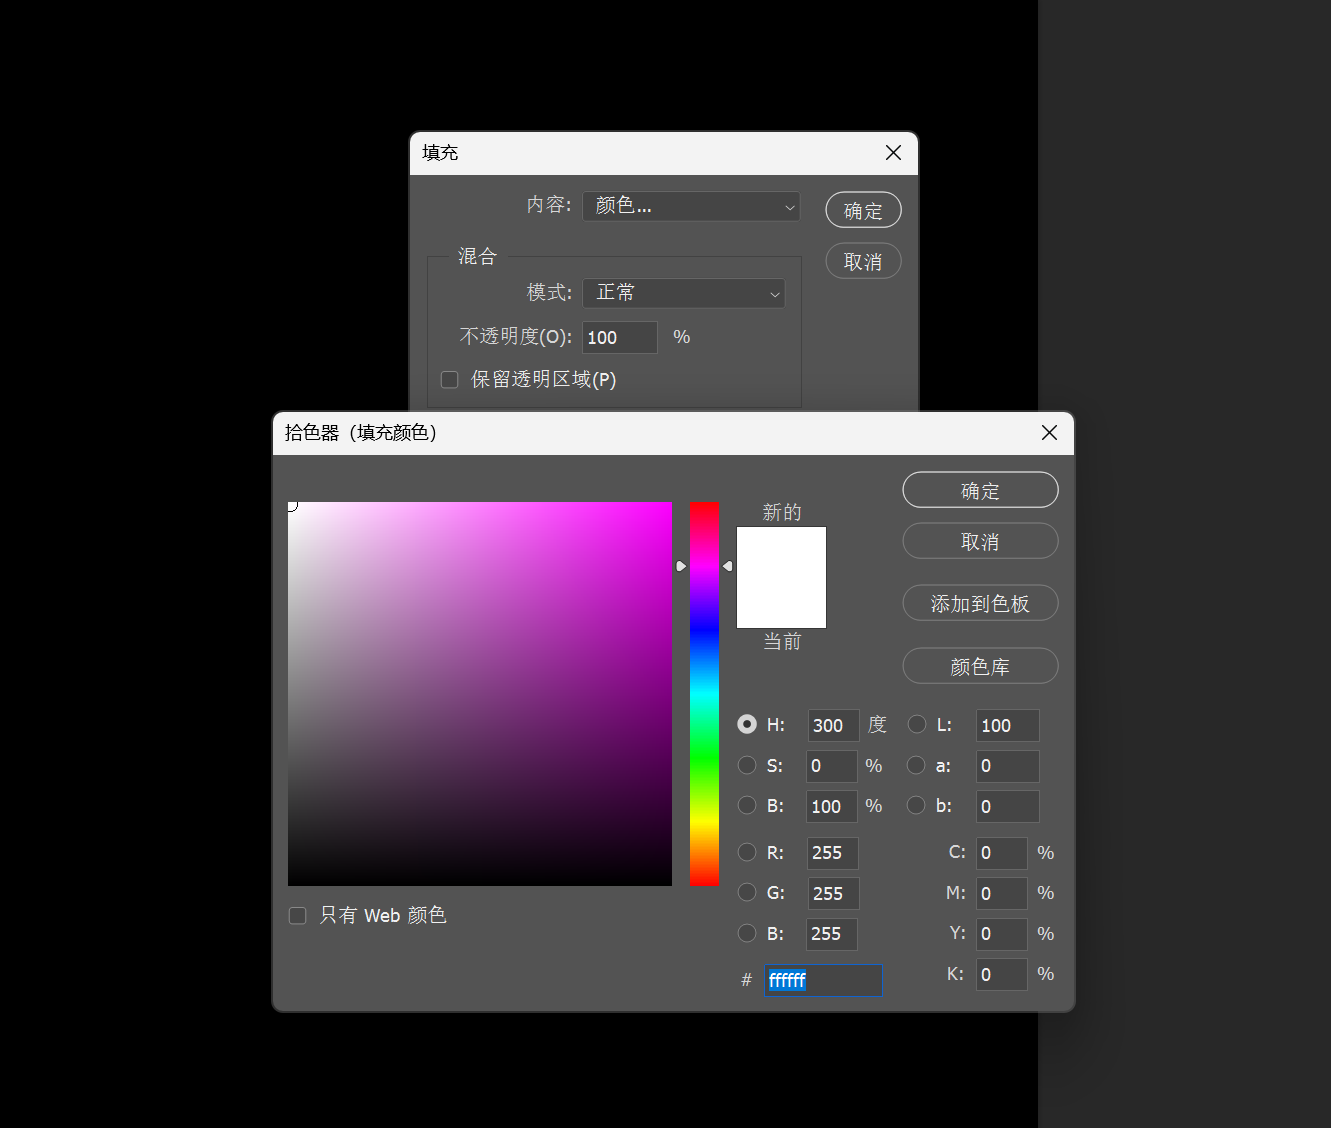 填充
内容: 颜色... 确定
混合 取消
模式: 正常
不透明度(O): 100 %
保留透明区域(P)
拾色器（填充颜色）
确定
新的
取消
添加到色板
当前
颜色库
H: 300 度 L: 100
S: 0 % a: 0
B: 100 % b: 0
R: 255 C: 0 %
G: 255 M: 0 %
只有 Web 颜色
B: 255 Y: 0 %
# ffffff K: 0 %